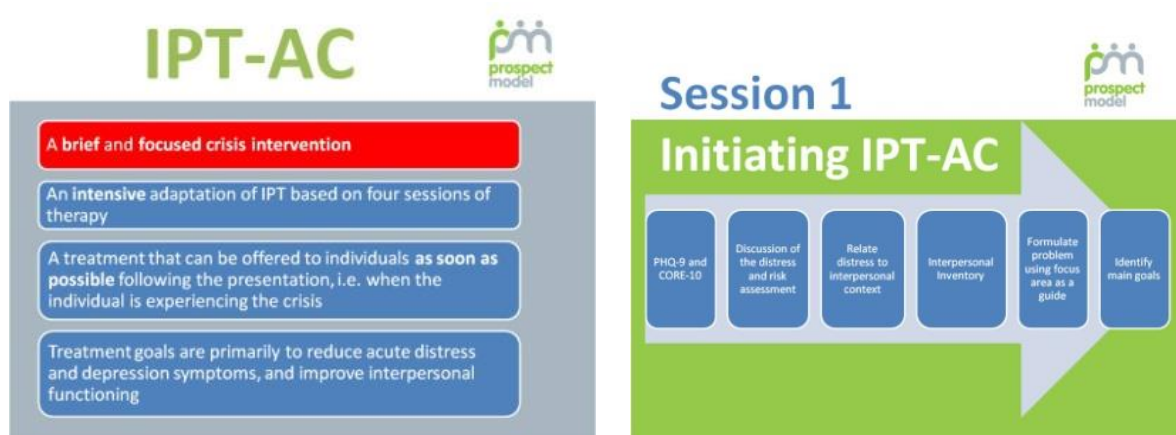 IPT-AC
pm
prospect
model
A brief and focused crisis intervention
An intensive adaptation of IPT based on four sessions of
therapy
A treatment that can be offered to individuals as soon as
possible following the presentation, i.e. when the
individual is experiencing the crisis
Treatment goals are primarily to reduce acute distress
and depression symptoms, and improve interpersonal
functioning
Session 1
pm
prospect
model
Initiating IPT-AC
PHQ-9 and
CORE-10
Discussion of
the distress
and risk
assessment
Relate
distress to
interpersonal
context
Interpersonal
Inventory
Formulate
problem
using focus
area as a
guide
Identify
main goals